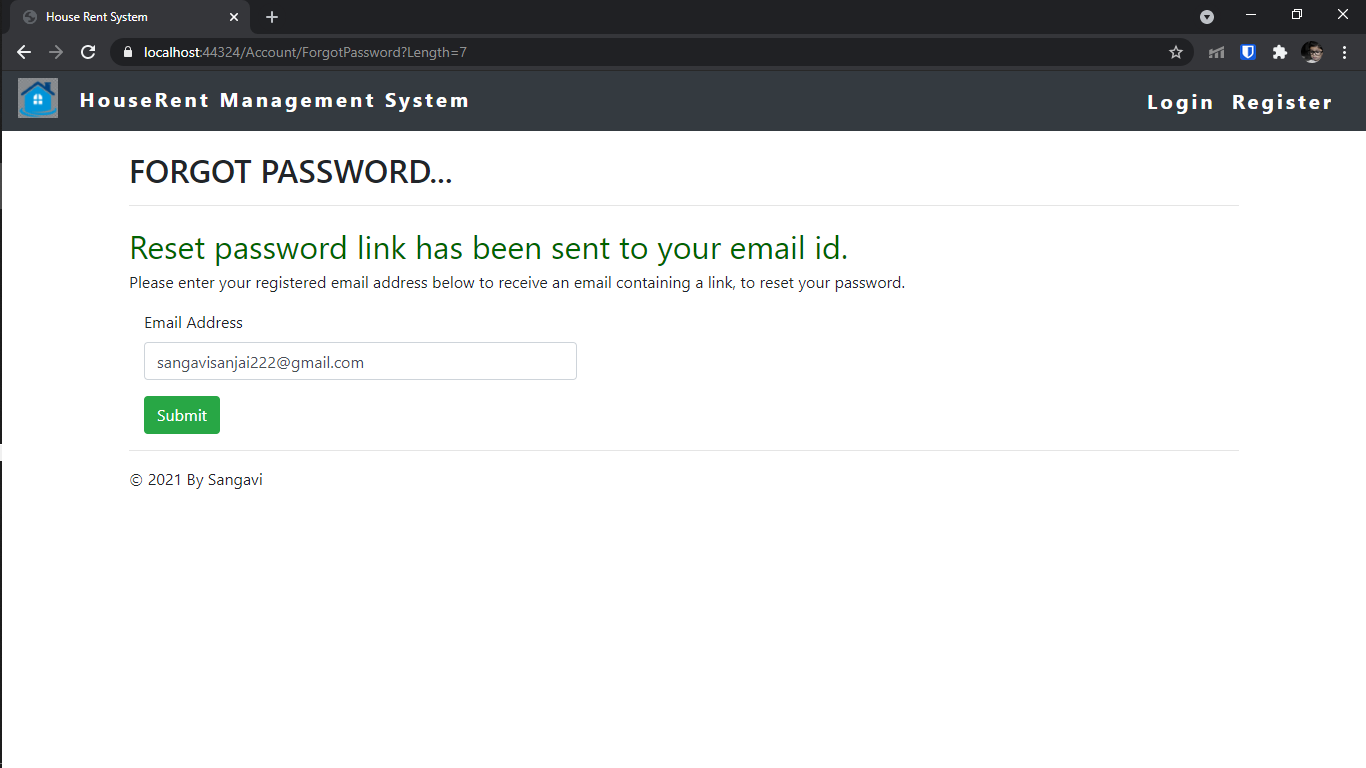 House Rent System
localhost:44324/Account/ForgotPassword?Length=7
HouseRent Management System
Login Register
FORGOT PASSWORD...
Reset password link has been sent to your email id.
Please enter your registered email address below to receive an email containing a link, to reset your password.
Email Address
sangavisanjai222@gmail.com
Submit
© 2021 By Sangavi